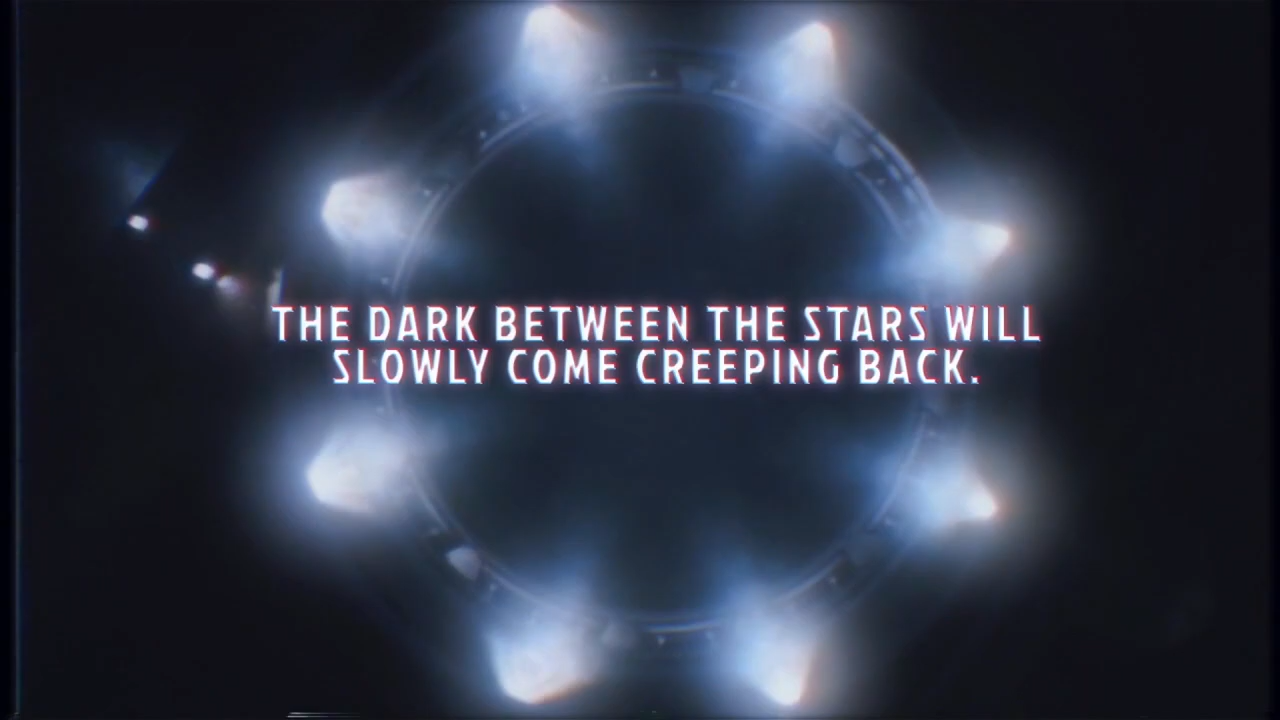 THE DARK BETWEEN THE STARS WILL
SLOWLY COME CREEPING BACK.